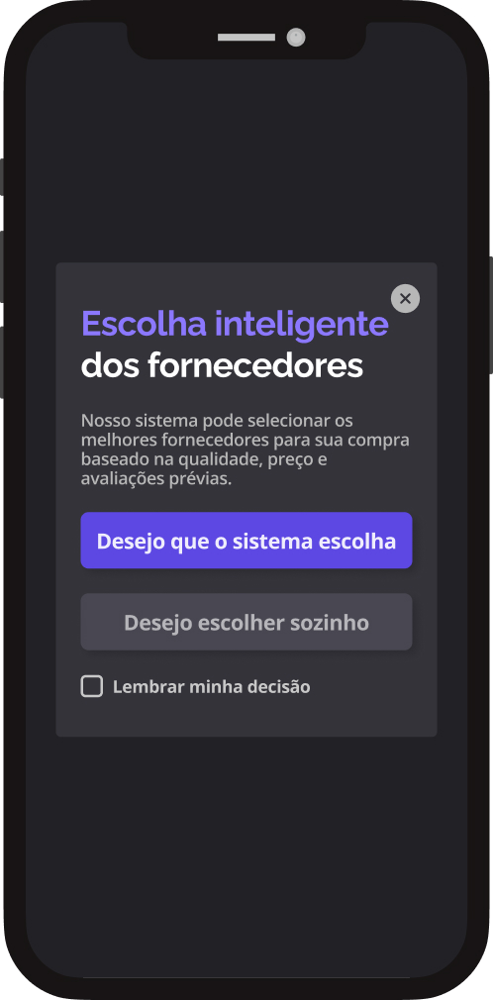 Escolha inteligente
dos fornecedores
Nosso sistema pode selecionar os
melhores fornecedores para sua compra
baseado na qualidade, preço e
avaliações prévias.
Desejo que o sistema escolha
Desejo escolher sozinho
Lembrar minha decisão